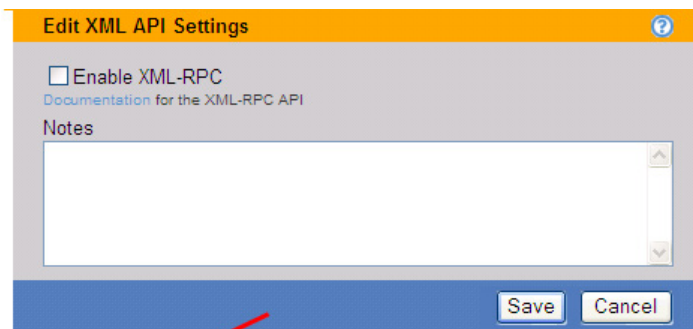 Edit XML API Settings ?
Enable XML-RPC
Documentation for the XML-RPC API
Notes
Save Cancel